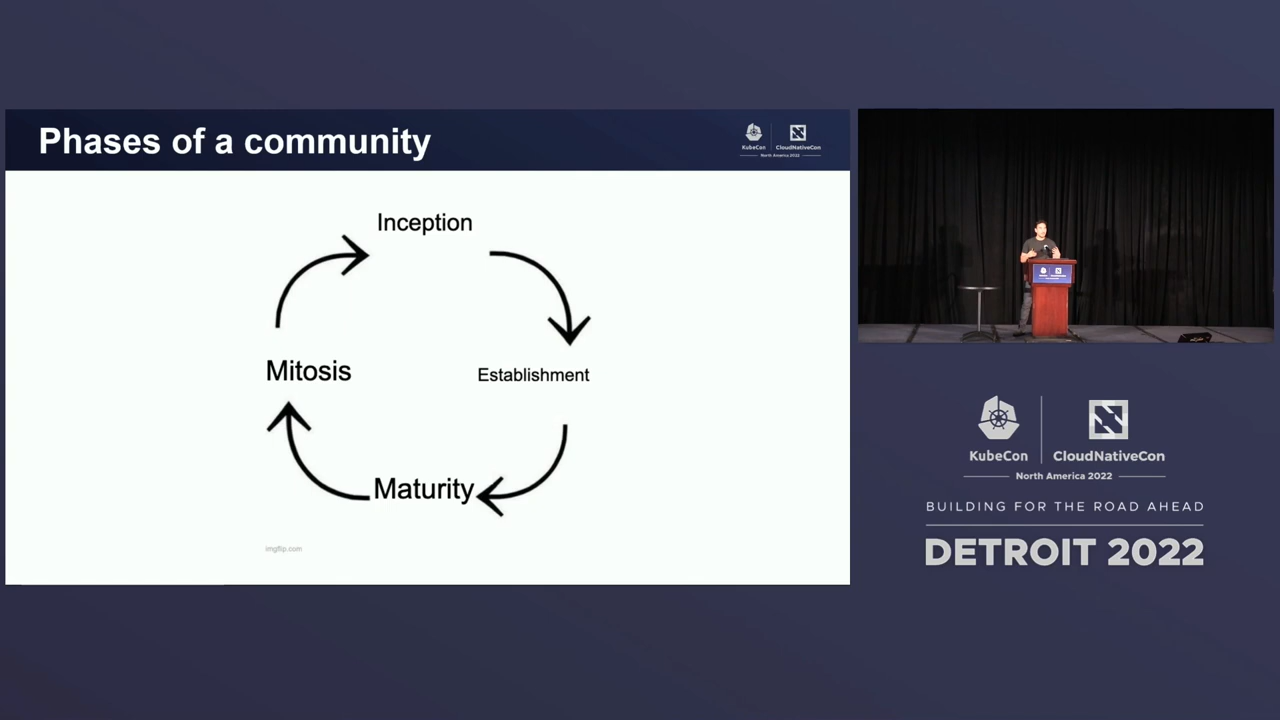 Phases of a community
KubeCon
CloudNativeCon
North America 2022
Inception
Mitosis
Establishment
Maturity
imgflip.com
KubeCon
CloudNativeCon
North America 2022
BUILDING FOR THE ROAD AHEAD
DETROIT 2022